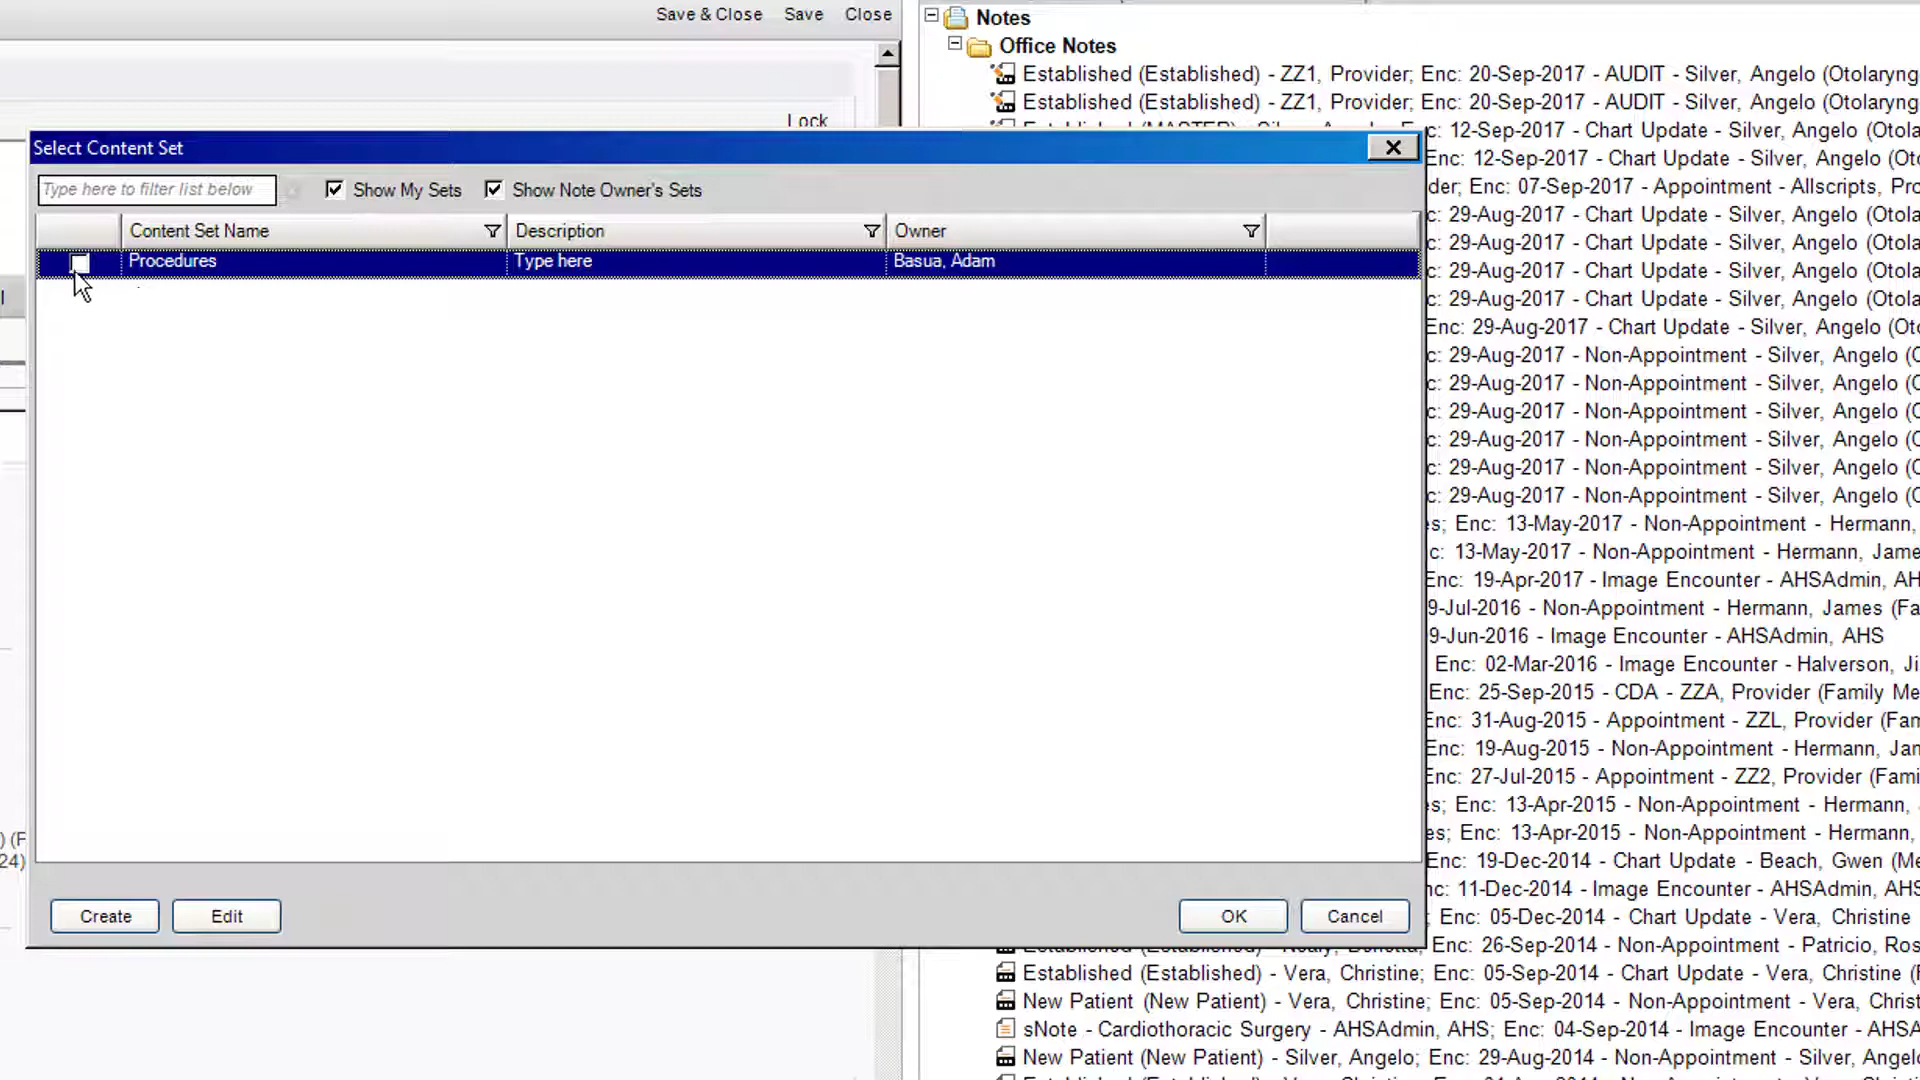 Save & Close Save Close
Lock
Notes
Office Notes
Established (Established) - ZZ1, Provider; Enc: 20-Sep-2017 - AUDIT - Silver, Angelo (Otolaryng
Established (Established) - ZZ1, Provider; Enc: 20-Sep-2017 - AUDIT - Silver, Angelo (Otolaryng
c: 12-Sep-2017 - Chart Update - Silver, Angelo (Otola
Enc: 12-Sep-2017 - Chart Update - Silver, Angelo (Oto
der; Enc: 07-Sep-2017 - Appointment - Allscripts, Pro
c: 29-Aug-2017 - Chart Update - Silver, Angelo (Otola
c: 29-Aug-2017 - Chart Update - Silver, Angelo (Otola
c: 29-Aug-2017 - Chart Update - Silver, Angelo (Otola
c: 29-Aug-2017 - Chart Update - Silver, Angelo (Otola
Enc: 29-Aug-2017 - Chart Update - Silver, Angelo (Oto
c: 29-Aug-2017 - Non-Appointment - Silver, Angelo (O
c: 29-Aug-2017 - Non-Appointment - Silver, Angelo (O
c: 29-Aug-2017 - Non-Appointment - Silver, Angelo (O
c: 29-Aug-2017 - Non-Appointment - Silver, Angelo (O
c: 29-Aug-2017 - Non-Appointment - Silver, Angelo (O
c: 29-Aug-2017 - Non-Appointment - Silver, Angelo (O
s; Enc: 13-May-2017 - Non-Appointment - Hermann,
c: 13-May-2017 - Non-Appointment - Hermann, Jame
Enc: 19-Apr-2017 - Image Encounter - AHSAdmin, AH
9-Jul-2016 - Non-Appointment - Hermann, James (Fa
9-Jun-2016 - Image Encounter - AHSAdmin, AHS
Enc: 02-Mar-2016 - Image Encounter - Halverson, Ji
Enc: 25-Sep-2015 - CDA - ZZA, Provider (Family Me
Enc: 31-Aug-2015 - Appointment - ZZL, Provider (Fam
Enc: 19-Aug-2015 - Non-Appointment - Hermann, Jan
Enc: 27-Jul-2015 - Appointment - ZZ2, Provider (Fami
s; Enc: 13-Apr-2015 - Non-Appointment - Hermann,
es; Enc: 13-Apr-2015 - Non-Appointment - Hermann,
Enc: 19-Dec-2014 - Chart Update - Beach, Gwen (Me
nc: 11-Dec-2014 - Image Encounter - AHSAdmin, AHS
; Enc: 05-Dec-2014 - Chart Update - Vera, Christine
Enc: 26-Sep-2014 - Non-Appointment - Patricio, Ros
Established (Established) - Vera, Christine; Enc: 05-Sep-2014 - Chart Update - Vera, Christine (F
New Patient (New Patient) - Vera, Christine; Enc: 05-Sep-2014 - Non-Appointment - Vera, Christ
sNote - Cardiothoracic Surgery - AHSAdmin, AHS; Enc: 04-Sep-2014 - Image Encounter - AHSA
New Patient (New Patient) - Silver, Angelo; Enc: 29-Aug-2014 - Non-Appointment - Silver, Angelo
Select Content Set
Type here to filter list below Show My Sets Show Note Owner's Sets
Content Set Name Description Owner
Procedures Type here Basua, Adam
) (F
24)
Create Edit OK Cancel